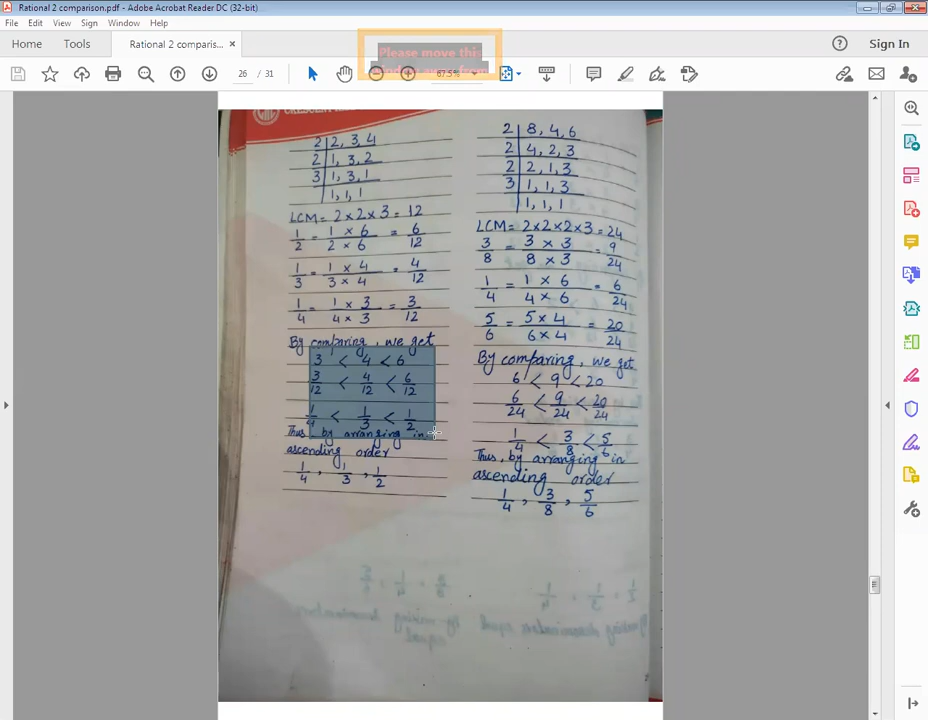 Rational 2 comparison.pdf - Adobe Acrobat Reader DC (32-bit)
File Edit View Sign Window Help
Home Tools Rational 2 comparis... × Please move this Sign In
26 / 31 67.5%
2 | 2, 3, 4
2 | 1, 3, 2
3 | 1, 3, 1
1, 1, 1
LCM = 2×2×3 = 12
1/2 = 1 × 6 / 2 × 6 = 6/12
1/3 = 1 × 4 / 3 × 4 = 4/12
1/4 = 1 × 3 / 4 × 3 = 3/12
By comparing, we get
3 < 4 < 6
3/12 < 4/12 < 6/12
1/4 < 1/3 < 1/2
Thus, by arranging in
ascending order
1/4, 1/3, 1/2
2 | 8, 4, 6
2 | 4, 2, 3
2 | 2, 1, 3
3 | 1, 1, 3
1, 1, 1
LCM = 2×2×2×3 = 24
3/8 = 3 × 3 / 8 × 3 = 9/24
1/4 = 1 × 6 / 4 × 6 = 6/24
5/6 = 5 × 4 / 6 × 4 = 20/24
By comparing, we get
6 < 9 < 20
6/24 < 9/24 < 20/24
1/4 < 3/8 < 5/6
Thus, by arranging in
ascending order
1/4, 3/8, 5/6